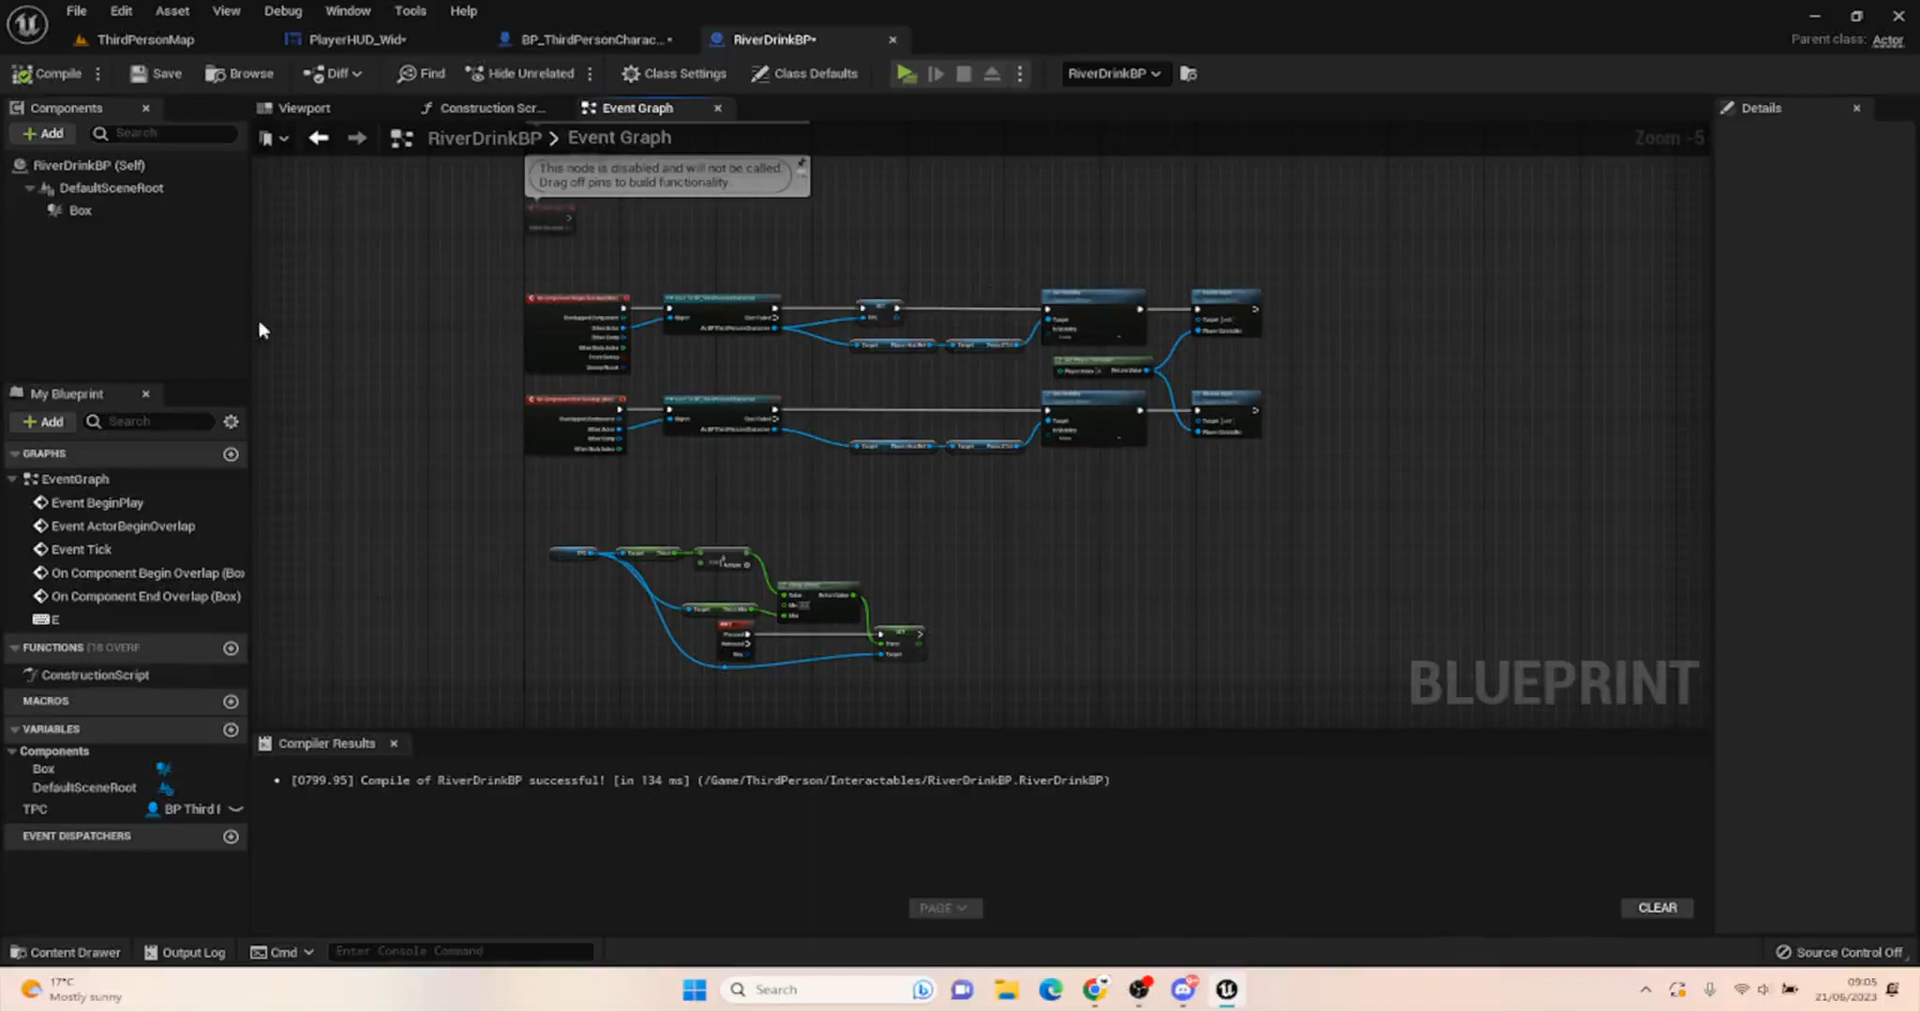 File Edit View Debug Window Tools Help
ThirdPersonMap PlayerHUD_Wid• BP_ThirdPersonCharac...• RiverDrinkBP•
Parent class: Actor
Compile Save Browse Diff Find Hide Unrelated Class Settings Class Defaults RiverDrinkBP
Components
Viewport Construction Scr... Event Graph
Details
Add Search
RiverDrinkBP > Event Graph
Zoom -5
RiverDrinkBP (Self)
DefaultSceneRoot
Box
This node is disabled and will not be called.
Drag off pins to build functionality.
My Blueprint
Add Search
GRAPHS
EventGraph
Event BeginPlay
Event ActorBeginOverlap
Event Tick
On Component Begin Overlap (Box
On Component End Overlap (Box)
E
FUNCTIONS (18 OVERR
ConstructionScript
MACROS
VARIABLES
Components
Box
DefaultSceneRoot
TPC BP Third I
EVENT DISPATCHERS
BLUEPRINT
Compiler Results
[0799.95] Compile of RiverDrinkBP successful! [in 134 ms] (/Game/ThirdPerson/Interactables/RiverDrinkBP.RiverDrinkBP)
PAGE
CLEAR
Content Drawer Output Log Cmd Enter Console Command
Source Control Off
17°C
Mostly sunny
Search
09:05
21/06/2023